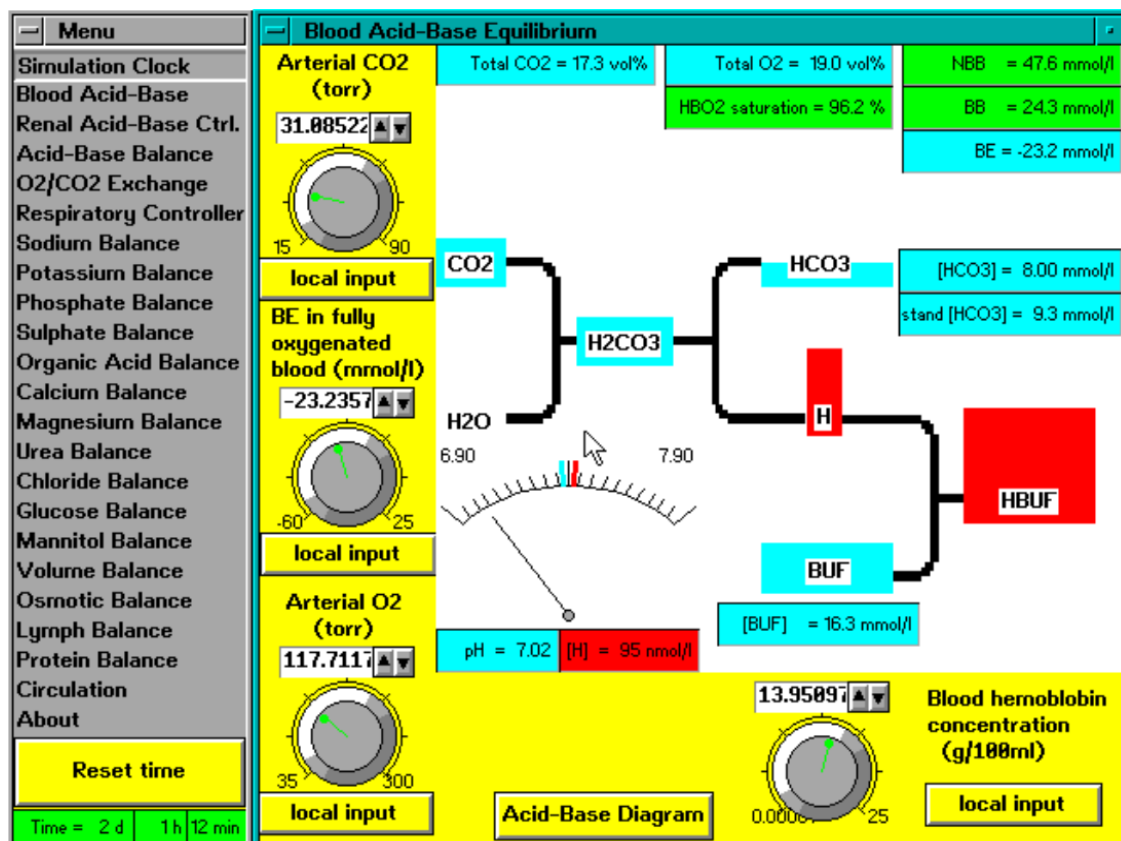 Menu
Simulation Clock
Blood Acid-Base
Renal Acid-Base Ctrl.
Acid-Base Balance
O2/CO2 Exchange
Respiratory Controller
Sodium Balance
Potassium Balance
Phosphate Balance
Sulphate Balance
Organic Acid Balance
Calcium Balance
Magnesium Balance
Urea Balance
Chloride Balance
Glucose Balance
Mannitol Balance
Volume Balance
Osmotic Balance
Lymph Balance
Protein Balance
Circulation
About
Reset time
Time = 2 d 1 h 12 min
Blood Acid-Base Equilibrium
Arterial CO2
(torr)
31.08522
15 90
local input
BE in fully
oxygenated
blood (mmol/l)
-23.2357
-60 25
local input
Arterial O2
(torr)
117.7117
35 300
local input
Total CO2 = 17.3 vol%
Total O2 = 19.0 vol%
HBO2 saturation = 96.2 %
NBB = 47.6 mmol/l
BB = 24.3 mmol/l
BE = -23.2 mmol/l
CO2
HCO3
[HCO3] = 8.00 mmol/l
stand [HCO3] = 9.3 mmol/l
H2CO3
H2O
H
6.90 7.90
HBUF
BUF
[BUF] = 16.3 mmol/l
pH = 7.02 [H] = 95 nmol/l
13.95097
25
Blood hemoblobin
concentration
(g/100ml)
local input
Acid-Base Diagram